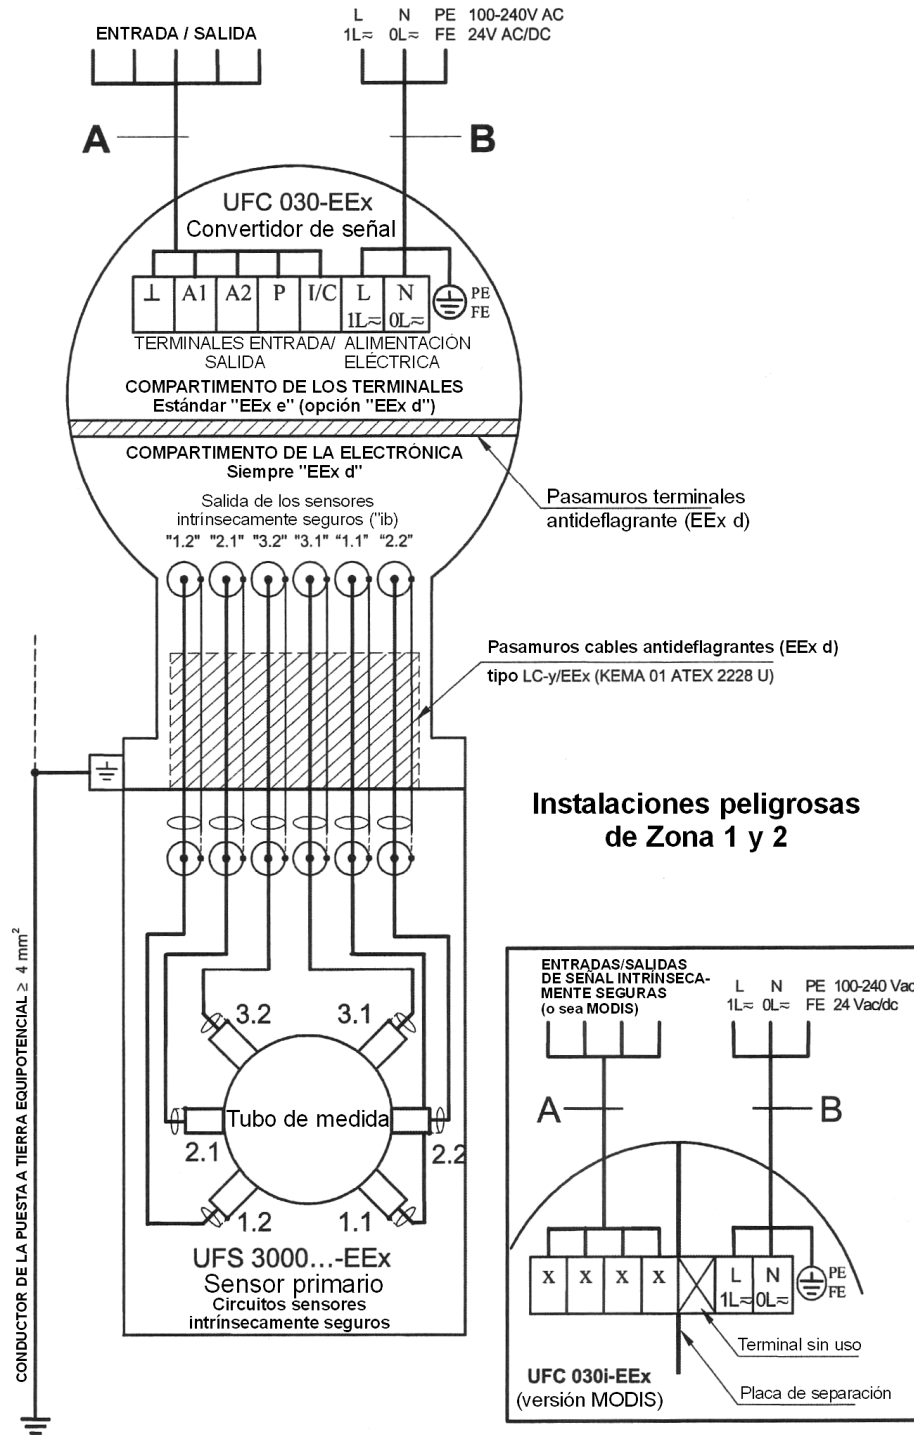 ENTRADA / SALIDA
L N PE 100-240V AC
1L≂ 0L≂ FE 24V AC/DC
A
B
UFC 030-EEx
Convertidor de señal
⊥ A1 A2 P I/C L N
1L≂ 0L≂
PE
FE
TERMINALES ENTRADA/
SALIDA
ALIMENTACIÓN
ELÉCTRICA
COMPARTIMENTO DE LOS TERMINALES
Estándar "EEx e" (opción "EEx d")
COMPARTIMENTO DE LA ELECTRÓNICA
Siempre "EEx d"
Pasamuros terminales
antideflagrante (EEx d)
Salida de los sensores
intrínsecamente seguros ("ib)
"1.2" "2.1" "3.2" "3.1" “1.1” “2.2”
Pasamuros cables antideflagrantes (EEx d)
tipo LC-y/EEx (KEMA 01 ATEX 2228 U)
Instalaciones peligrosas
de Zona 1 y 2
CONDUCTOR DE LA PUESTA A TIERRA EQUIPOTENCIAL ≥ 4 mm²
3.2 3.1
Tubo de medida
2.1 2.2
1.2 1.1
UFS 3000...-EEx
Sensor primario
Circuitos sensores
intrínsecamente seguros
ENTRADAS/SALIDAS
DE SEÑAL INTRÍNSECA-
MENTE SEGURAS
(o sea MODIS)
L N PE 100-240 Vac
1L≂ 0L≂ FE 24 Vac/dc
A
B
X X X X L N
1L≂ 0L≂
PE
FE
Terminal sin uso
UFC 030i-EEx
(versión MODIS)
Placa de separación